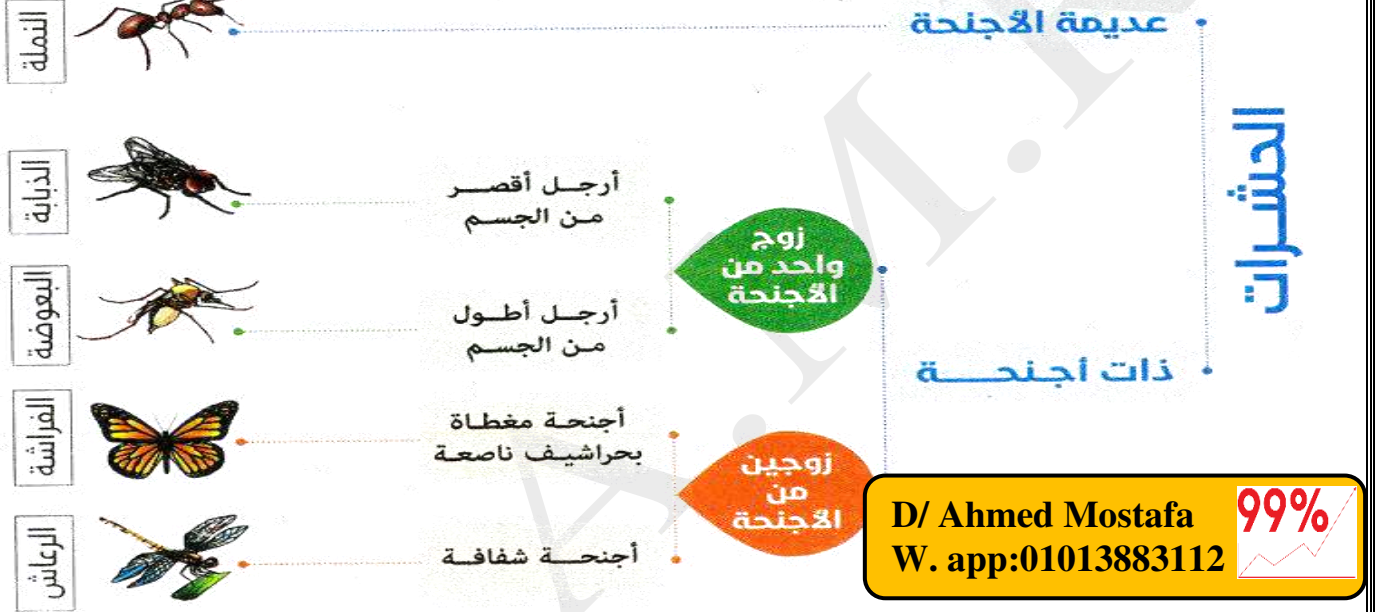 الحشرات
عديمة الأجنحة
النملة
ذات أجنحة
زوج
واحد من
الأجنحة
أرجل أقصر
من الجسم
الذبابة
أرجل أطول
من الجسم
البعوضة
زوجين
من
الأجنحة
أجنحة مغطاة
بحراشيف ناصعة
الفراشة
أجنحة شفافة
الرعاش
D/ Ahmed Mostafa
W. app:01013883112
99%
A.M.